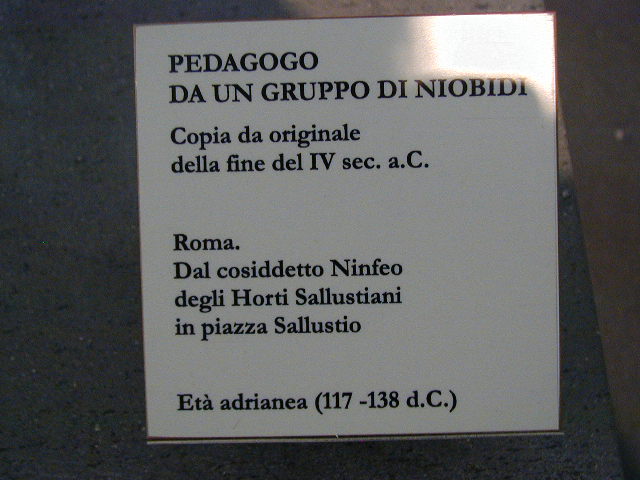 PEDAGOGO
DA UN GRUPPO DI NIOBIDI
Copia da originale
della fine del IV sec. a.C.
Roma.
Dal cosiddetto Ninfeo
degli Horti Sallustiani
in piazza Sallustio
Età adrianea (117 -138 d.C.)